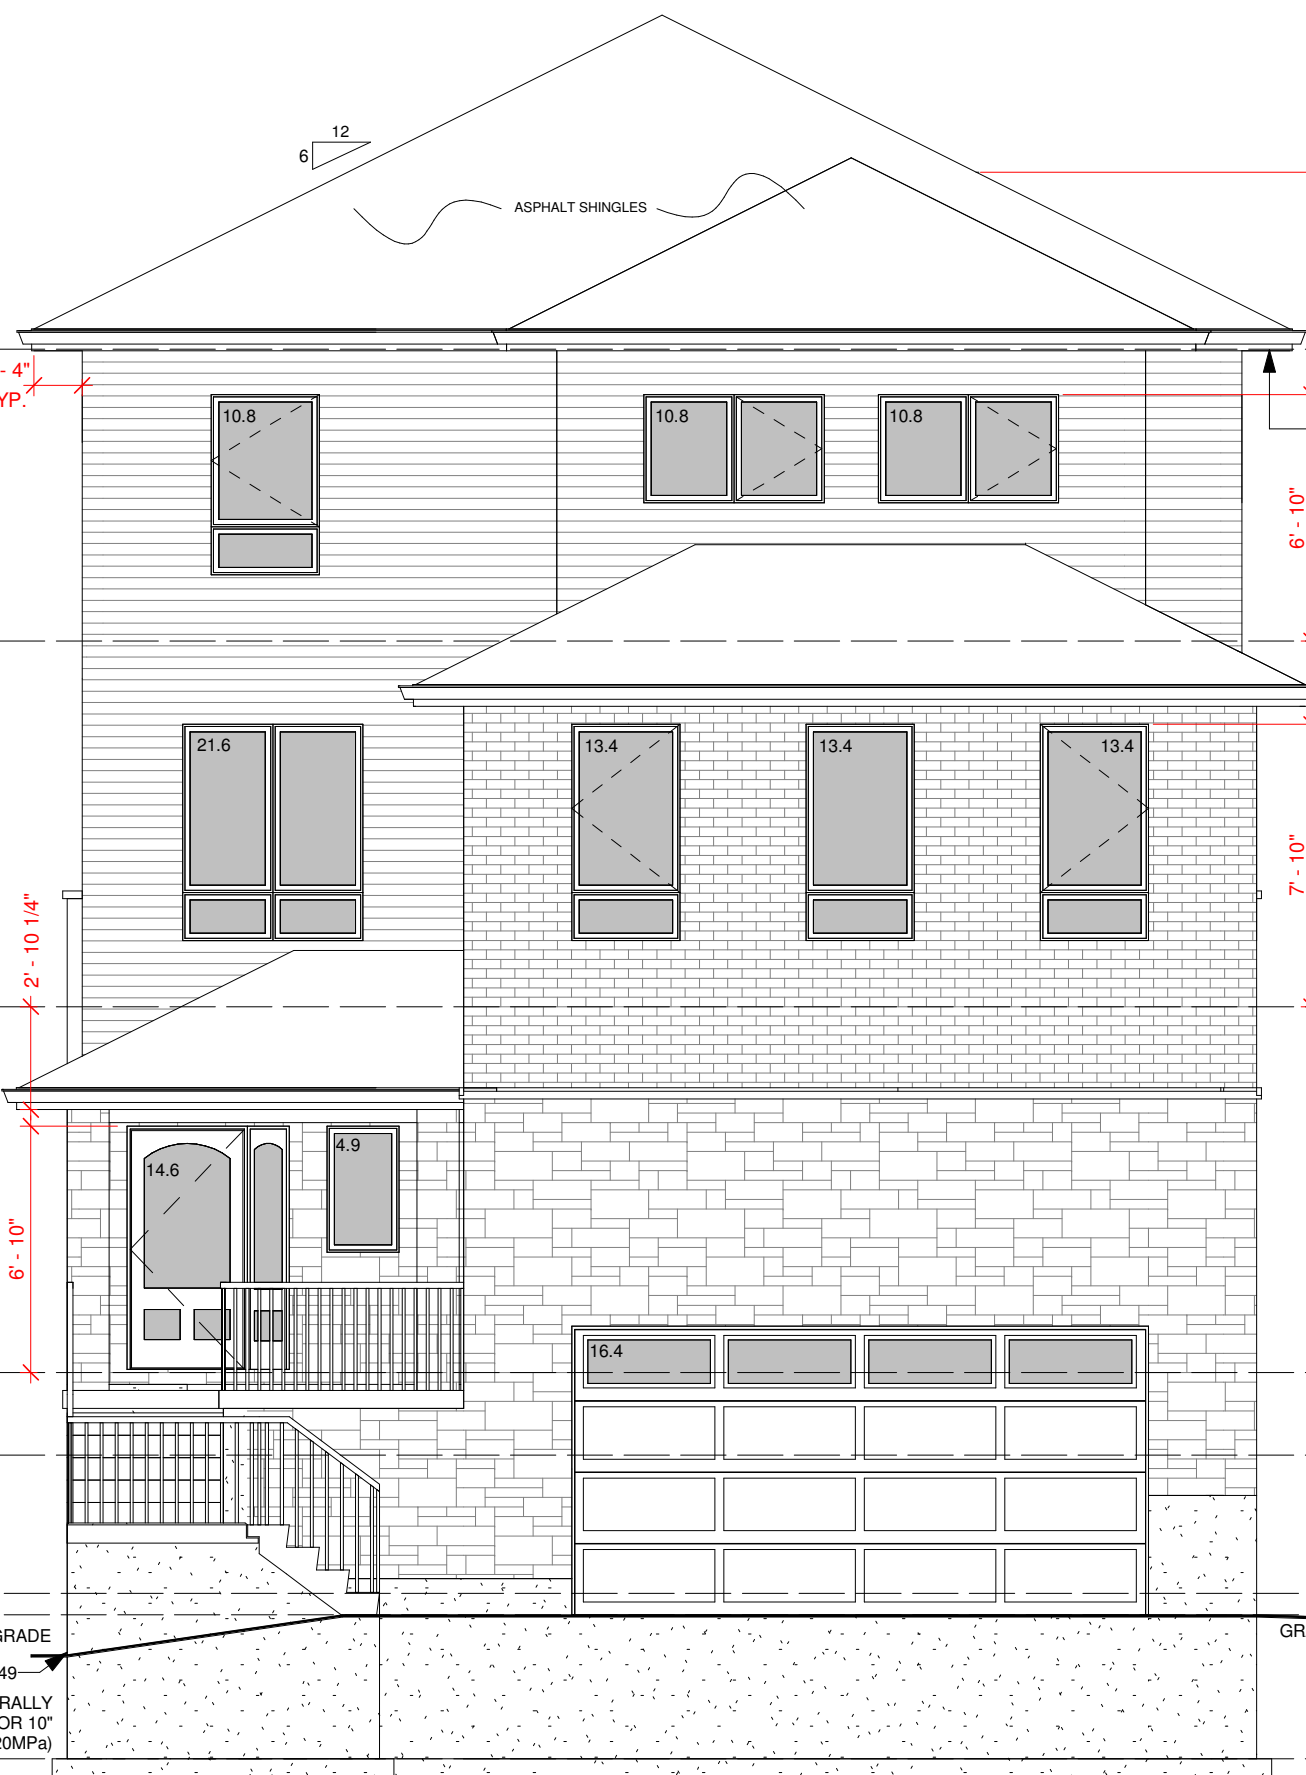 12
6
ASPHALT SHINGLES
- 4"
YP.
10.8
10.8
10.8
6' - 10"
21.6
13.4
13.4
13.4
7' - 10"
2' - 10 1/4"
14.6
4.9
6' - 10"
16.4
GRADE
GR
49
RALLY
OR 10"
20MPa)